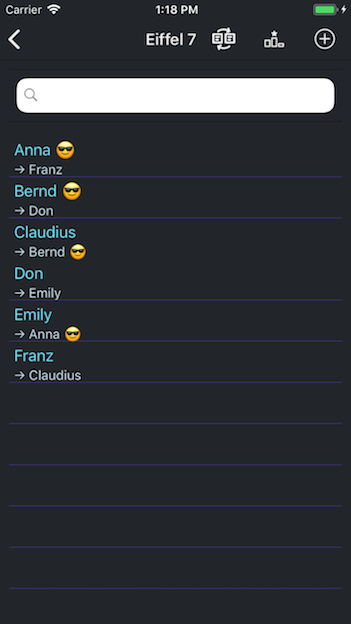 Carrier 1:18 PM
Eiffel 7
Anna 😎
→ Franz
Bernd 😎
→ Don
Claudius
→ Bernd 😎
Don
→ Emily
Emily
→ Anna 😎
Franz
→ Claudius